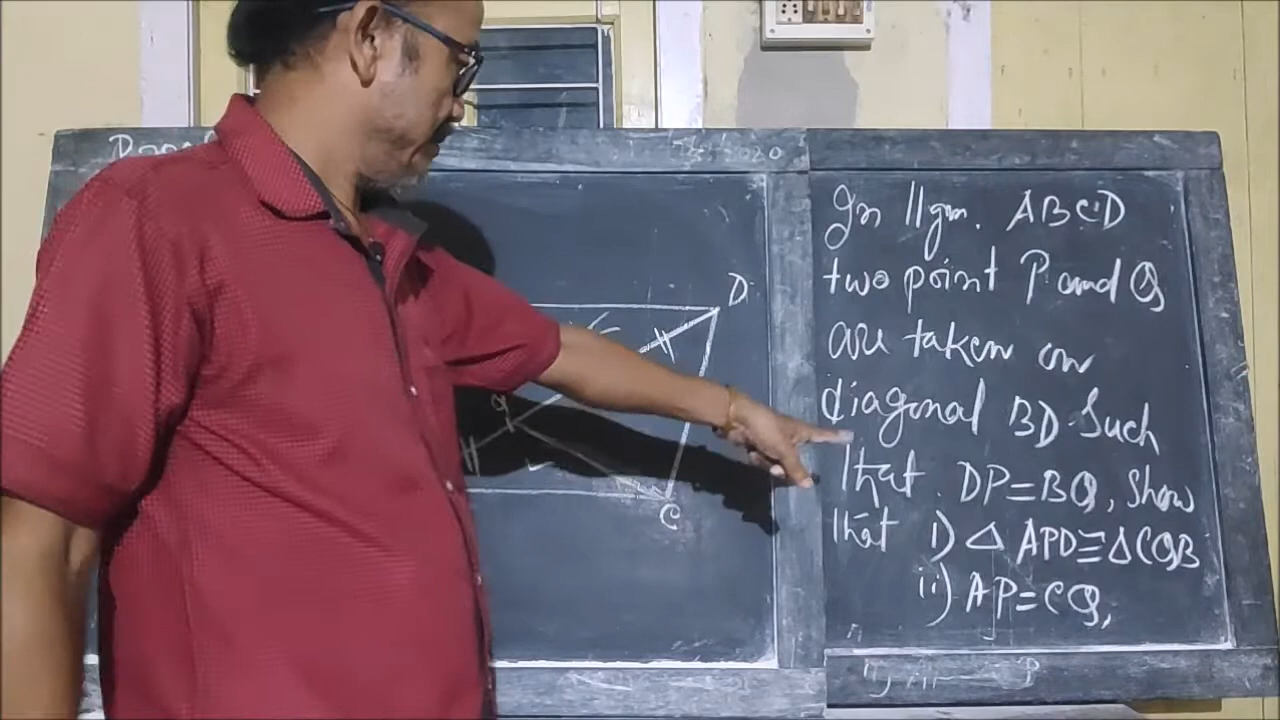 In ||gm. ABCD
two point P and Q
are taken on
diagonal BD Such
that DP=BQ, Show
that i) △ APD≡△CQB
ii) AP=CQ,
D
Q
C
2020